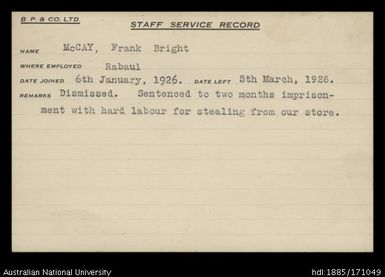 B. P. & CO. LTD.
STAFF SERVICE RECORD
NAME McCAY, Frank Bright
WHERE EMPLOYED Rabaul
DATE JOINED 6th January, 1926. DATE LEFT 5th March, 1926.
REMARKS Dismissed. Sentenced to two months imprison-
ment with hard labour for stealing from our store.
Australian National University
hdl:1885/171049